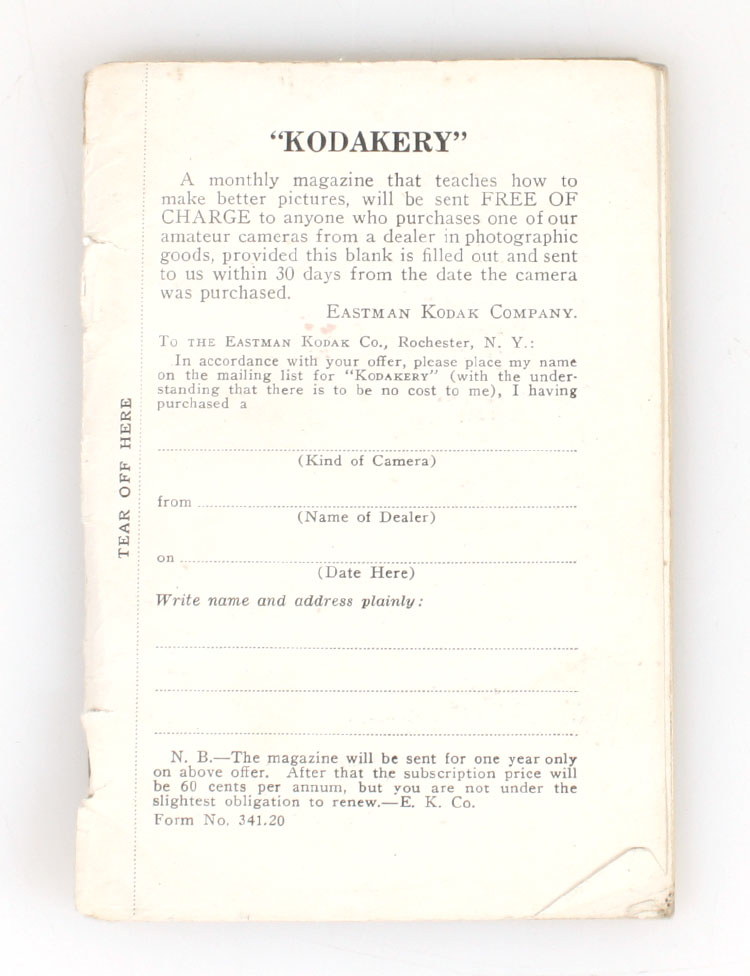 "KODAKERY"
A monthly magazine that teaches how to
make better pictures, will be sent FREE OF
CHARGE to anyone who purchases one of our
amateur cameras from a dealer in photographic
goods, provided this blank is filled out and sent
to us within 30 days from the date the camera
was purchased.
EASTMAN KODAK COMPANY.
TO THE EASTMAN KODAK CO., Rochester, N. Y.:
In accordance with your offer, please place my name
on the mailing list for "KODAKERY" (with the under-
standing that there is to be no cost to me), I having
purchased a
(Kind of Camera)
from
(Name of Dealer)
on
(Date Here)
Write name and address plainly:
N. B.—The magazine will be sent for one year only
on above offer. After that the subscription price will
be 60 cents per annum, but you are not under the
slightest obligation to renew.—E. K. Co.
Form No. 341.20
TEAR OFF HERE